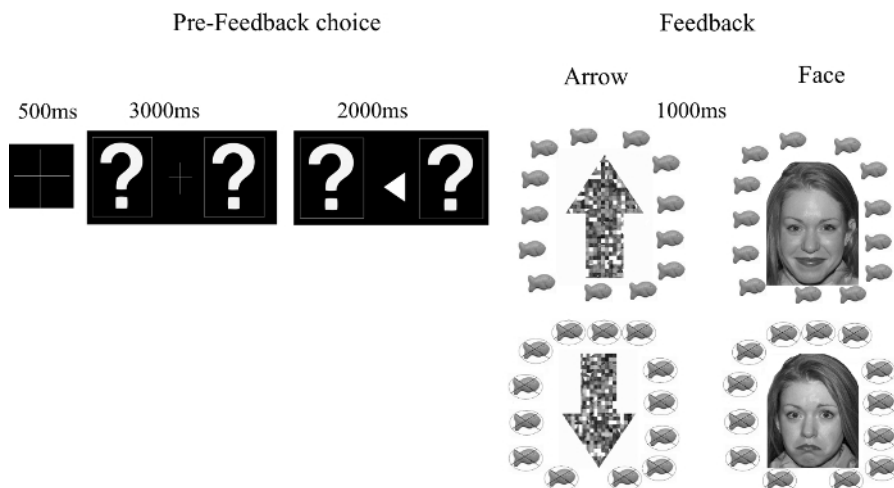 Pre-Feedback choice
Feedback
Arrow
Face
500ms
3000ms
2000ms
1000ms
? ?
? ?